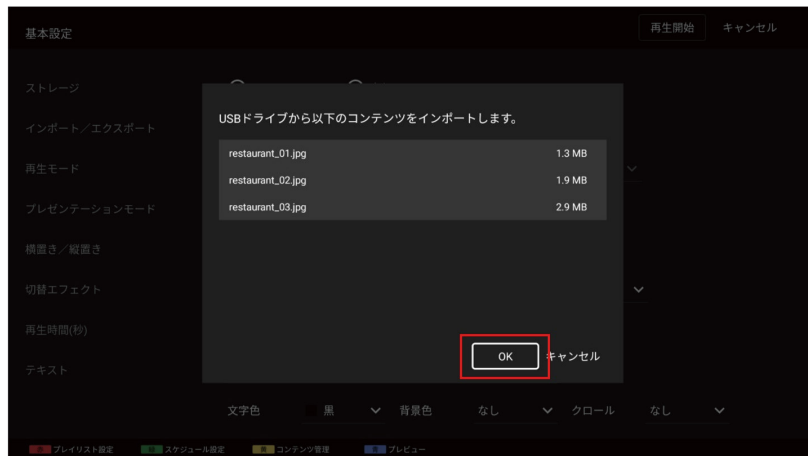 基本設定 再生開始 キャンセル
ストレージ
インポート／エクスポート
再生モード
プレゼンテーションモード
横置き／縦置き
切替エフェクト
再生時間(秒)
テキスト
USBドライブから以下のコンテンツをインポートします。
restaurant_01.jpg 1.3 MB
restaurant_02.jpg 1.9 MB
restaurant_03.jpg 2.9 MB
OK キャンセル
文字色 黒 背景色 なし クロール なし
プレイリスト設定 スケジュール設定 コンテンツ管理 プレビュー